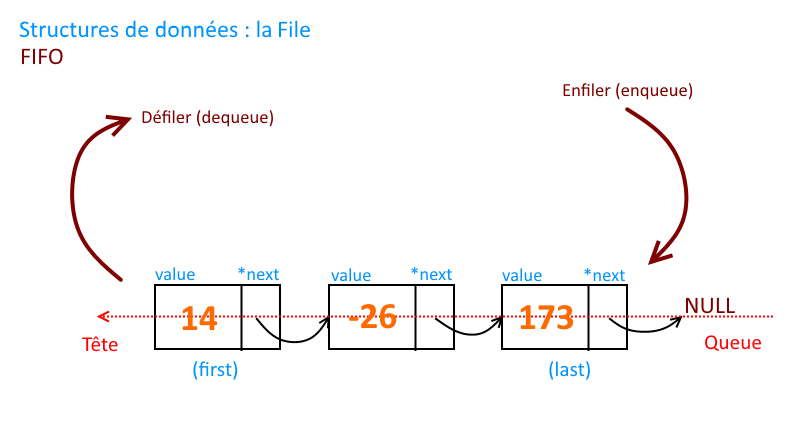 Structures de données : la File
FIFO
Défiler (dequeue)
Enfiler (enqueue)
value *next value *next value *next
14 -26 173 NULL
Tête Queue
(first) (last)